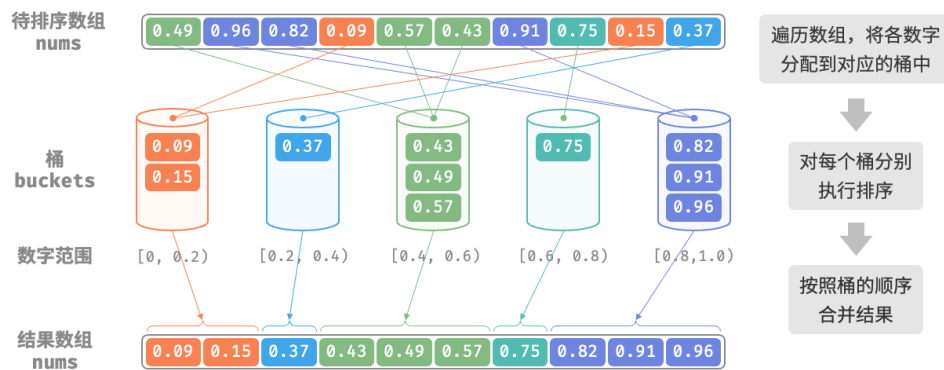 待排序数组
nums
0.49 0.96 0.82 0.09 0.57 0.43 0.91 0.75 0.15 0.37
遍历数组，将各数字
分配到对应的桶中
桶
buckets
0.09 0.37 0.43 0.75 0.82
0.15 0.49 0.91
0.57 0.96
对每个桶分别
执行排序
数字范围
[0, 0.2) [0.2, 0.4) [0.4, 0.6) [0.6, 0.8) [0.8,1.0)
按照桶的顺序
合并结果
结果数组
nums
0.09 0.15 0.37 0.43 0.49 0.57 0.75 0.82 0.91 0.96